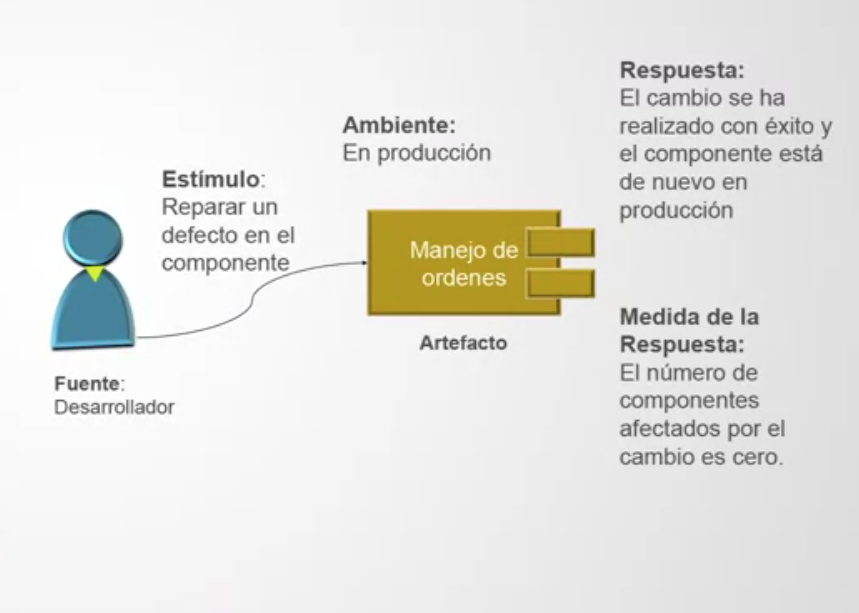 Respuesta:
El cambio se ha
realizado con éxito y
el componente está
de nuevo en
producción
Ambiente:
En producción
Estímulo:
Reparar un
defecto en el
componente
Manejo de
ordenes
Artefacto
Fuente:
Desarrollador
Medida de la
Respuesta:
El número de
componentes
afectados por el
cambio es cero.